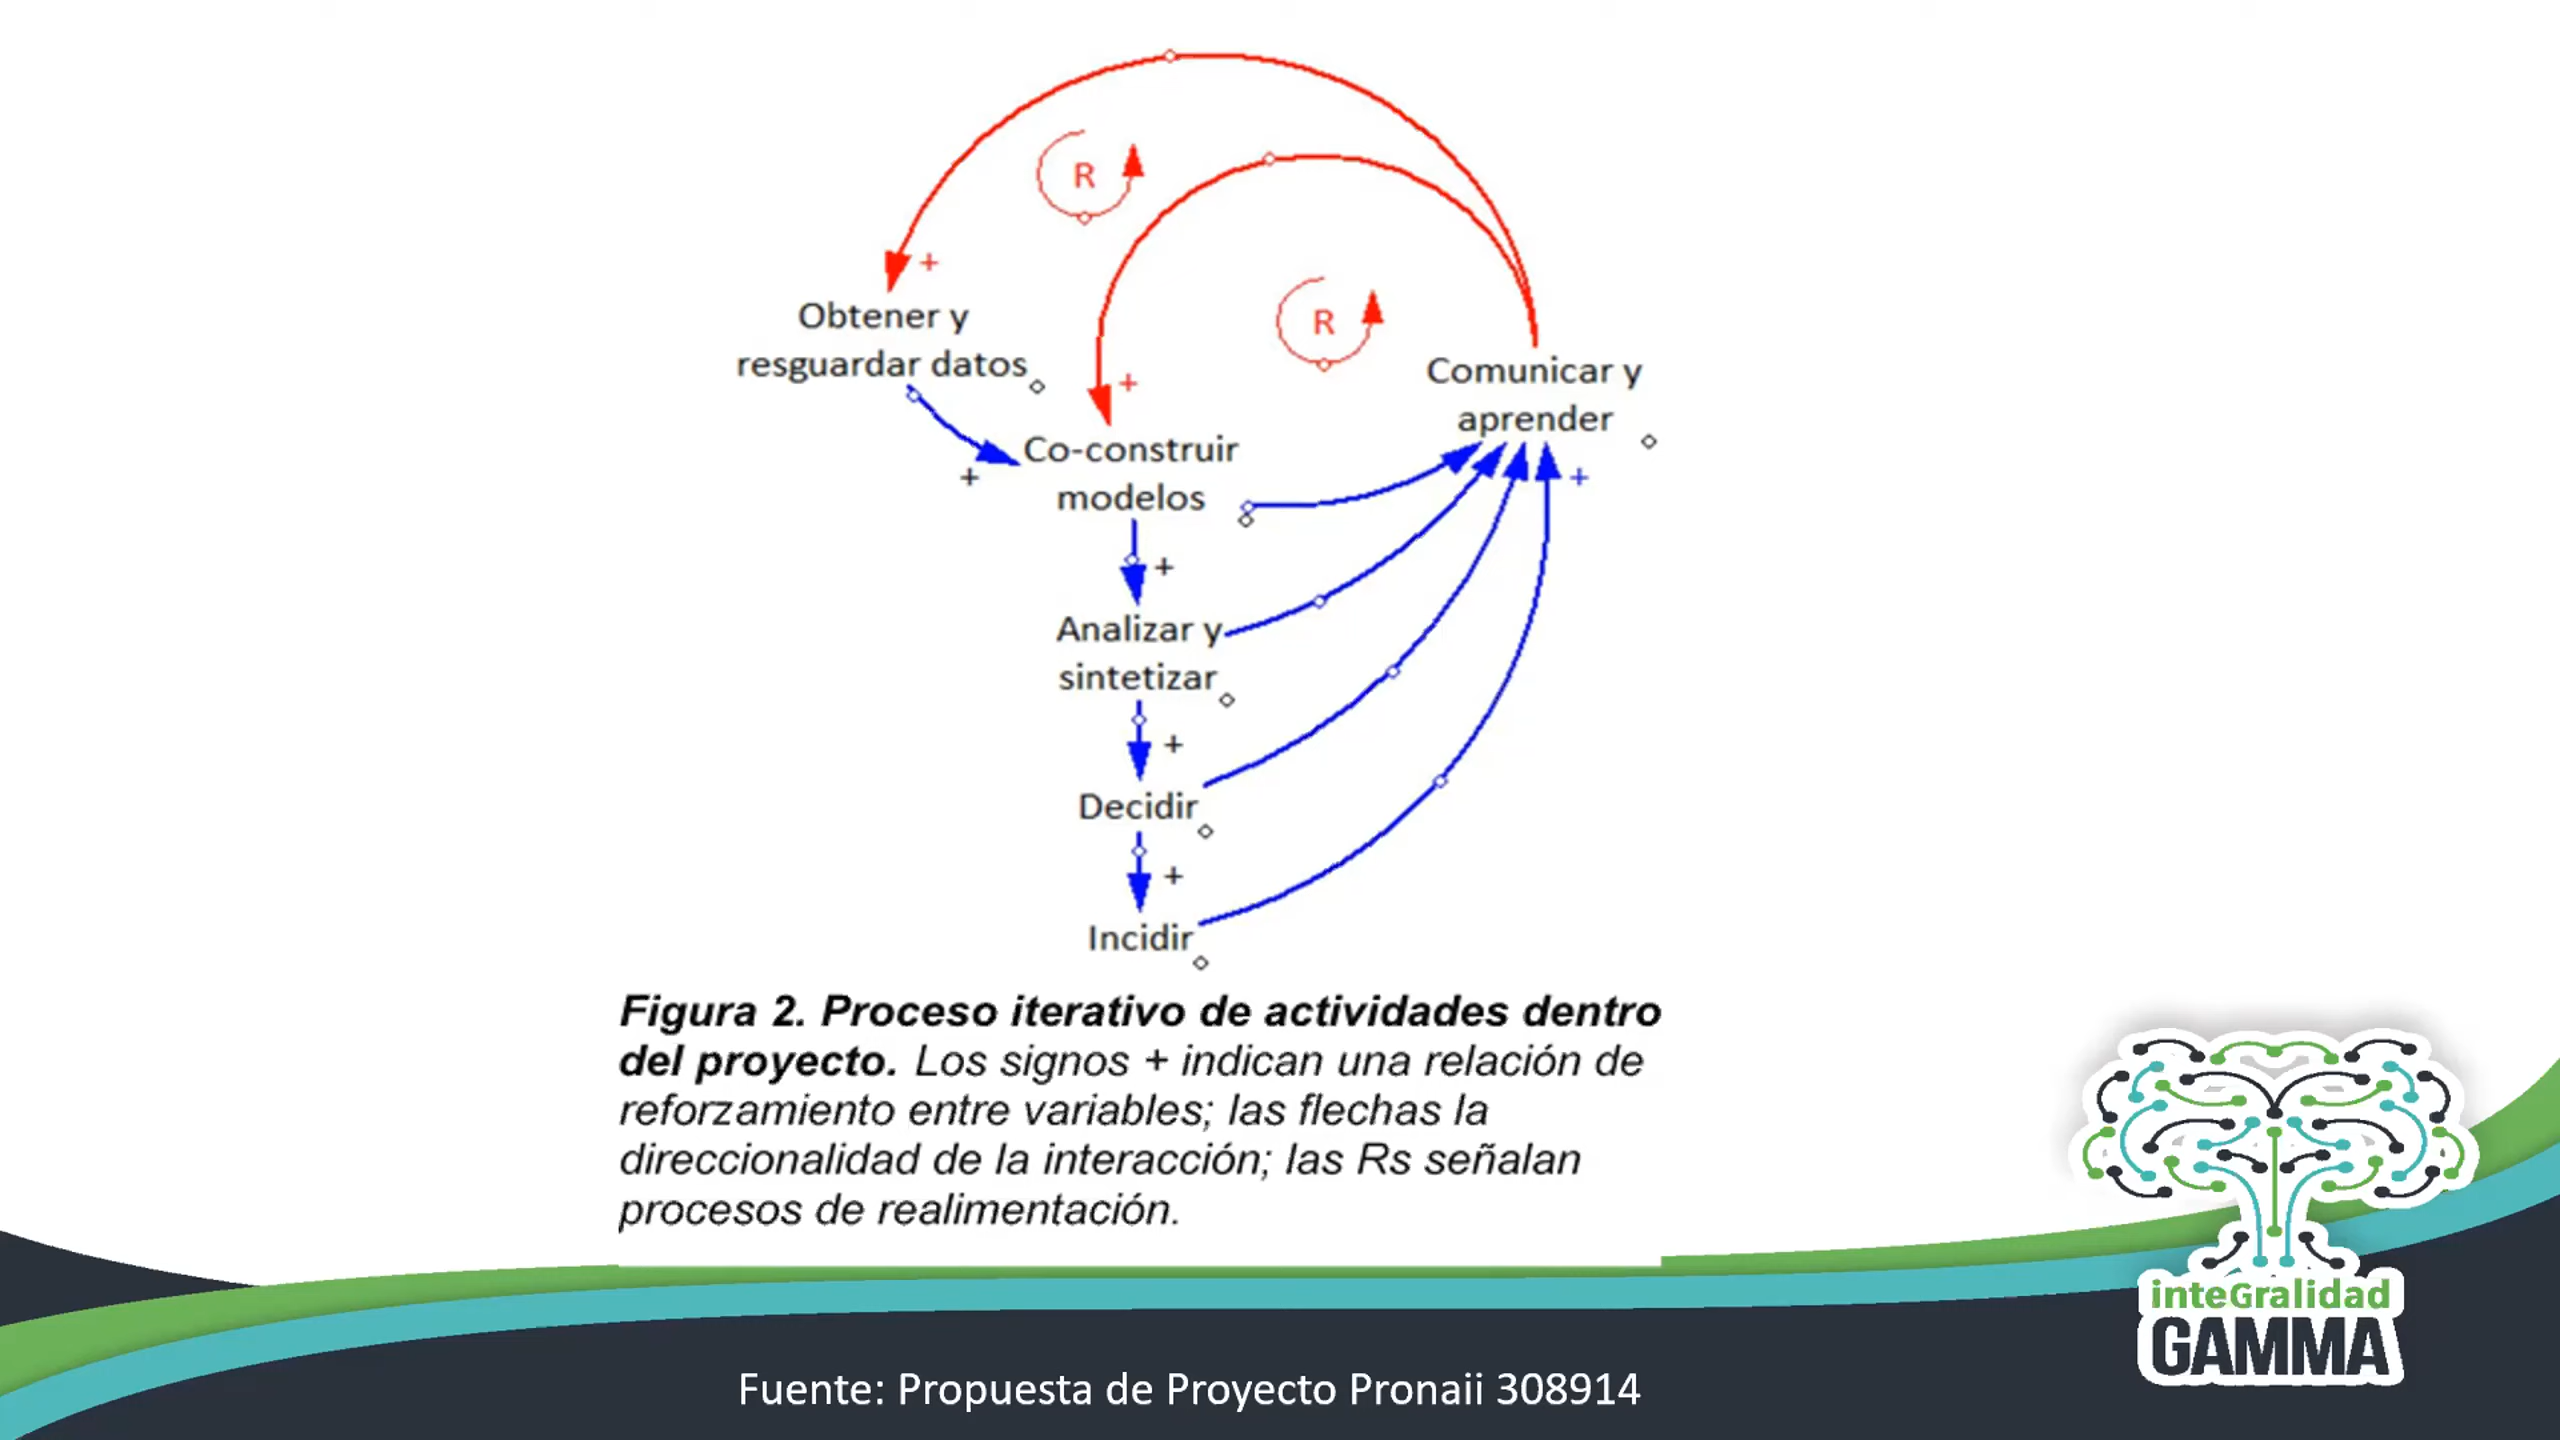 R
+
R
Obtener y
resguardar datos
+
Comunicar y
aprender
+
Co-construir
modelos
+
+
Analizar y
sintetizar
+
Decidir
+
Incidir
Figura 2. Proceso iterativo de actividades dentro
del proyecto. Los signos + indican una relación de
reforzamiento entre variables; las flechas la
direccionalidad de la interacción; las Rs señalan
procesos de realimentación.
inteGralidad
GAMMA
Fuente: Propuesta de Proyecto Pronaii 308914